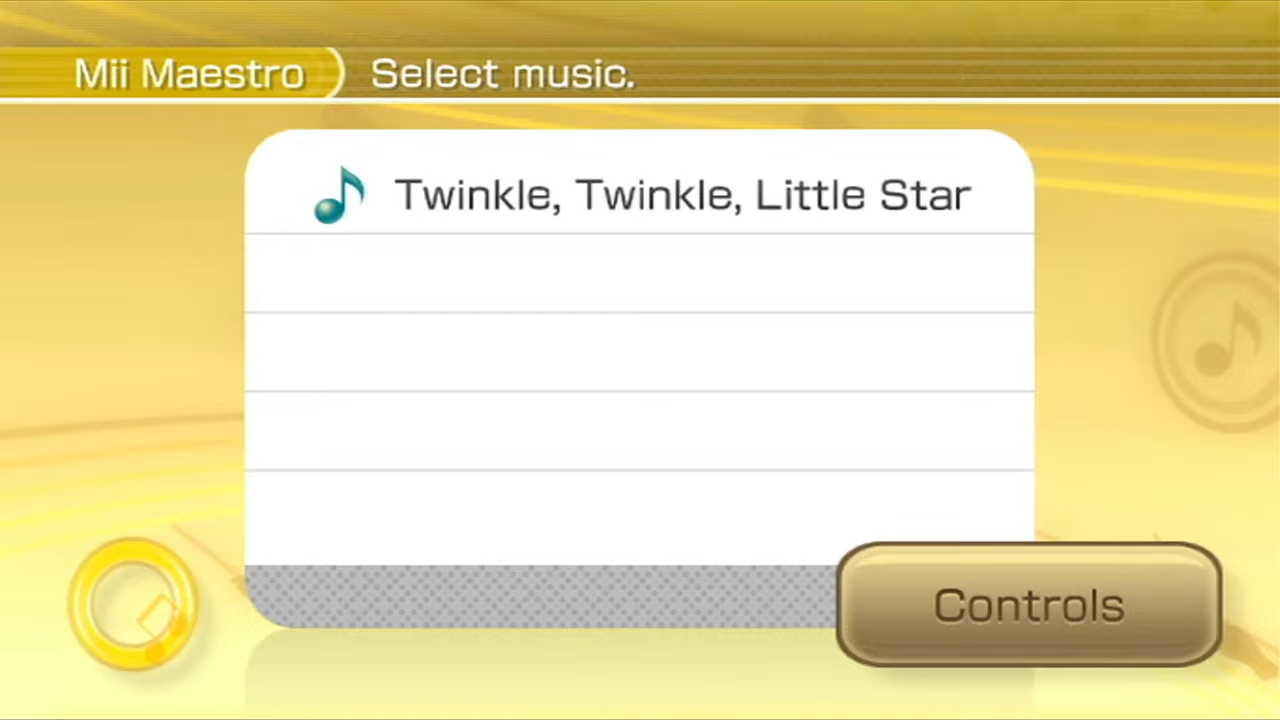 Mii Maestro Select music.
Twinkle, Twinkle, Little Star
Controls